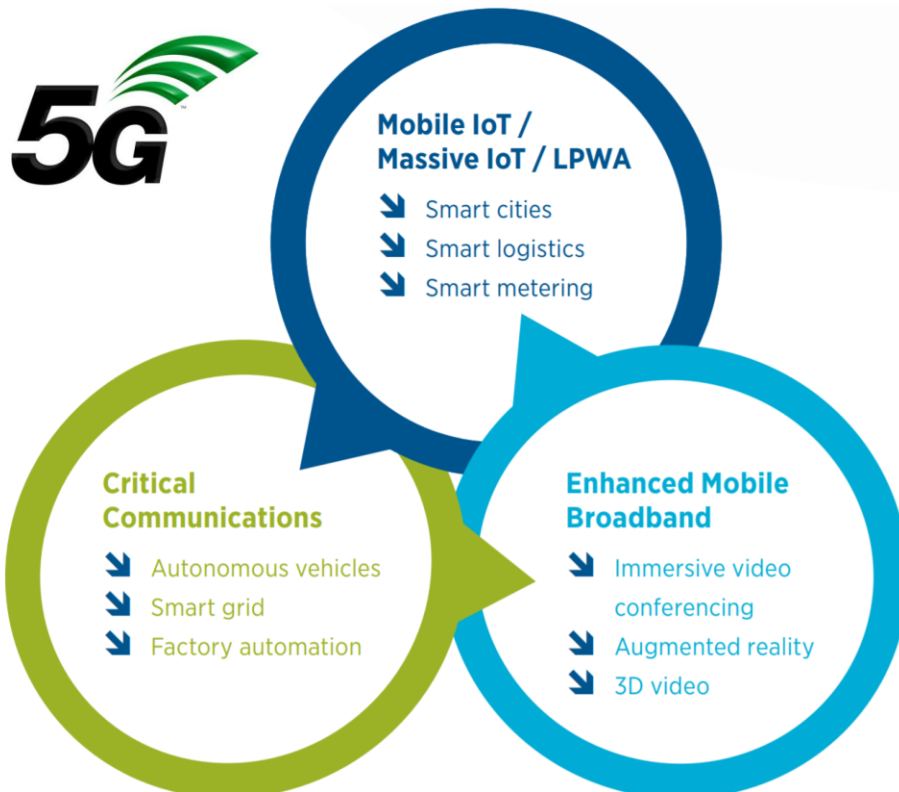 5G
™
Mobile IoT /
Massive IoT / LPWA
Smart cities
Smart logistics
Smart metering
Critical
Communications
Autonomous vehicles
Smart grid
Factory automation
Enhanced Mobile
Broadband
Immersive video
conferencing
Augmented reality
3D video